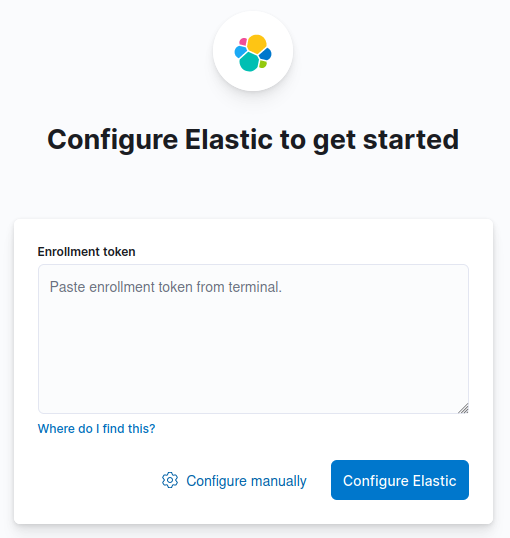 Configure Elastic to get started
Enrollment token
Paste enrollment token from terminal.
Where do I find this?
Configure manually
Configure Elastic